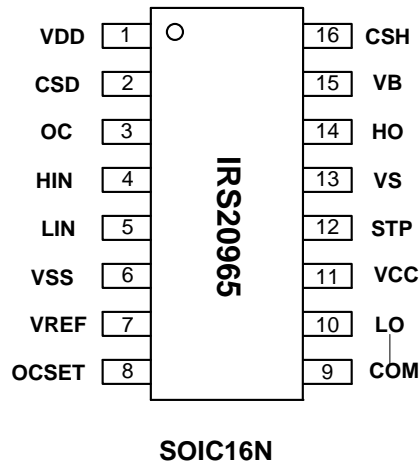 VDD 1 16 CSH
CSD 2 15 VB
OC 3 14 HO
HIN 4 13 VS
LIN 5 12 STP
VSS 6 11 VCC
VREF 7 10 LO
OCSET 8 9 COM
IRS20965
SOIC16N